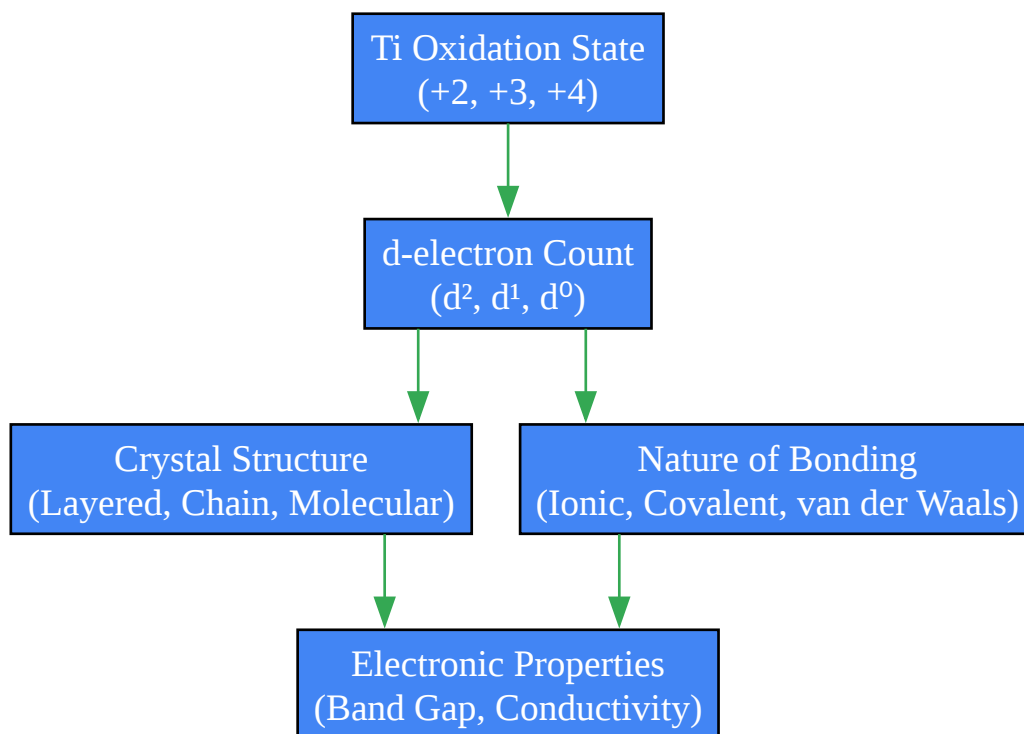 Ti Oxidation State
(+2, +3, +4)
d-electron Count
(d², d¹, d⁰)
Crystal Structure
(Layered, Chain, Molecular)
Nature of Bonding
(Ionic, Covalent, van der Waals)
Electronic Properties
(Band Gap, Conductivity)